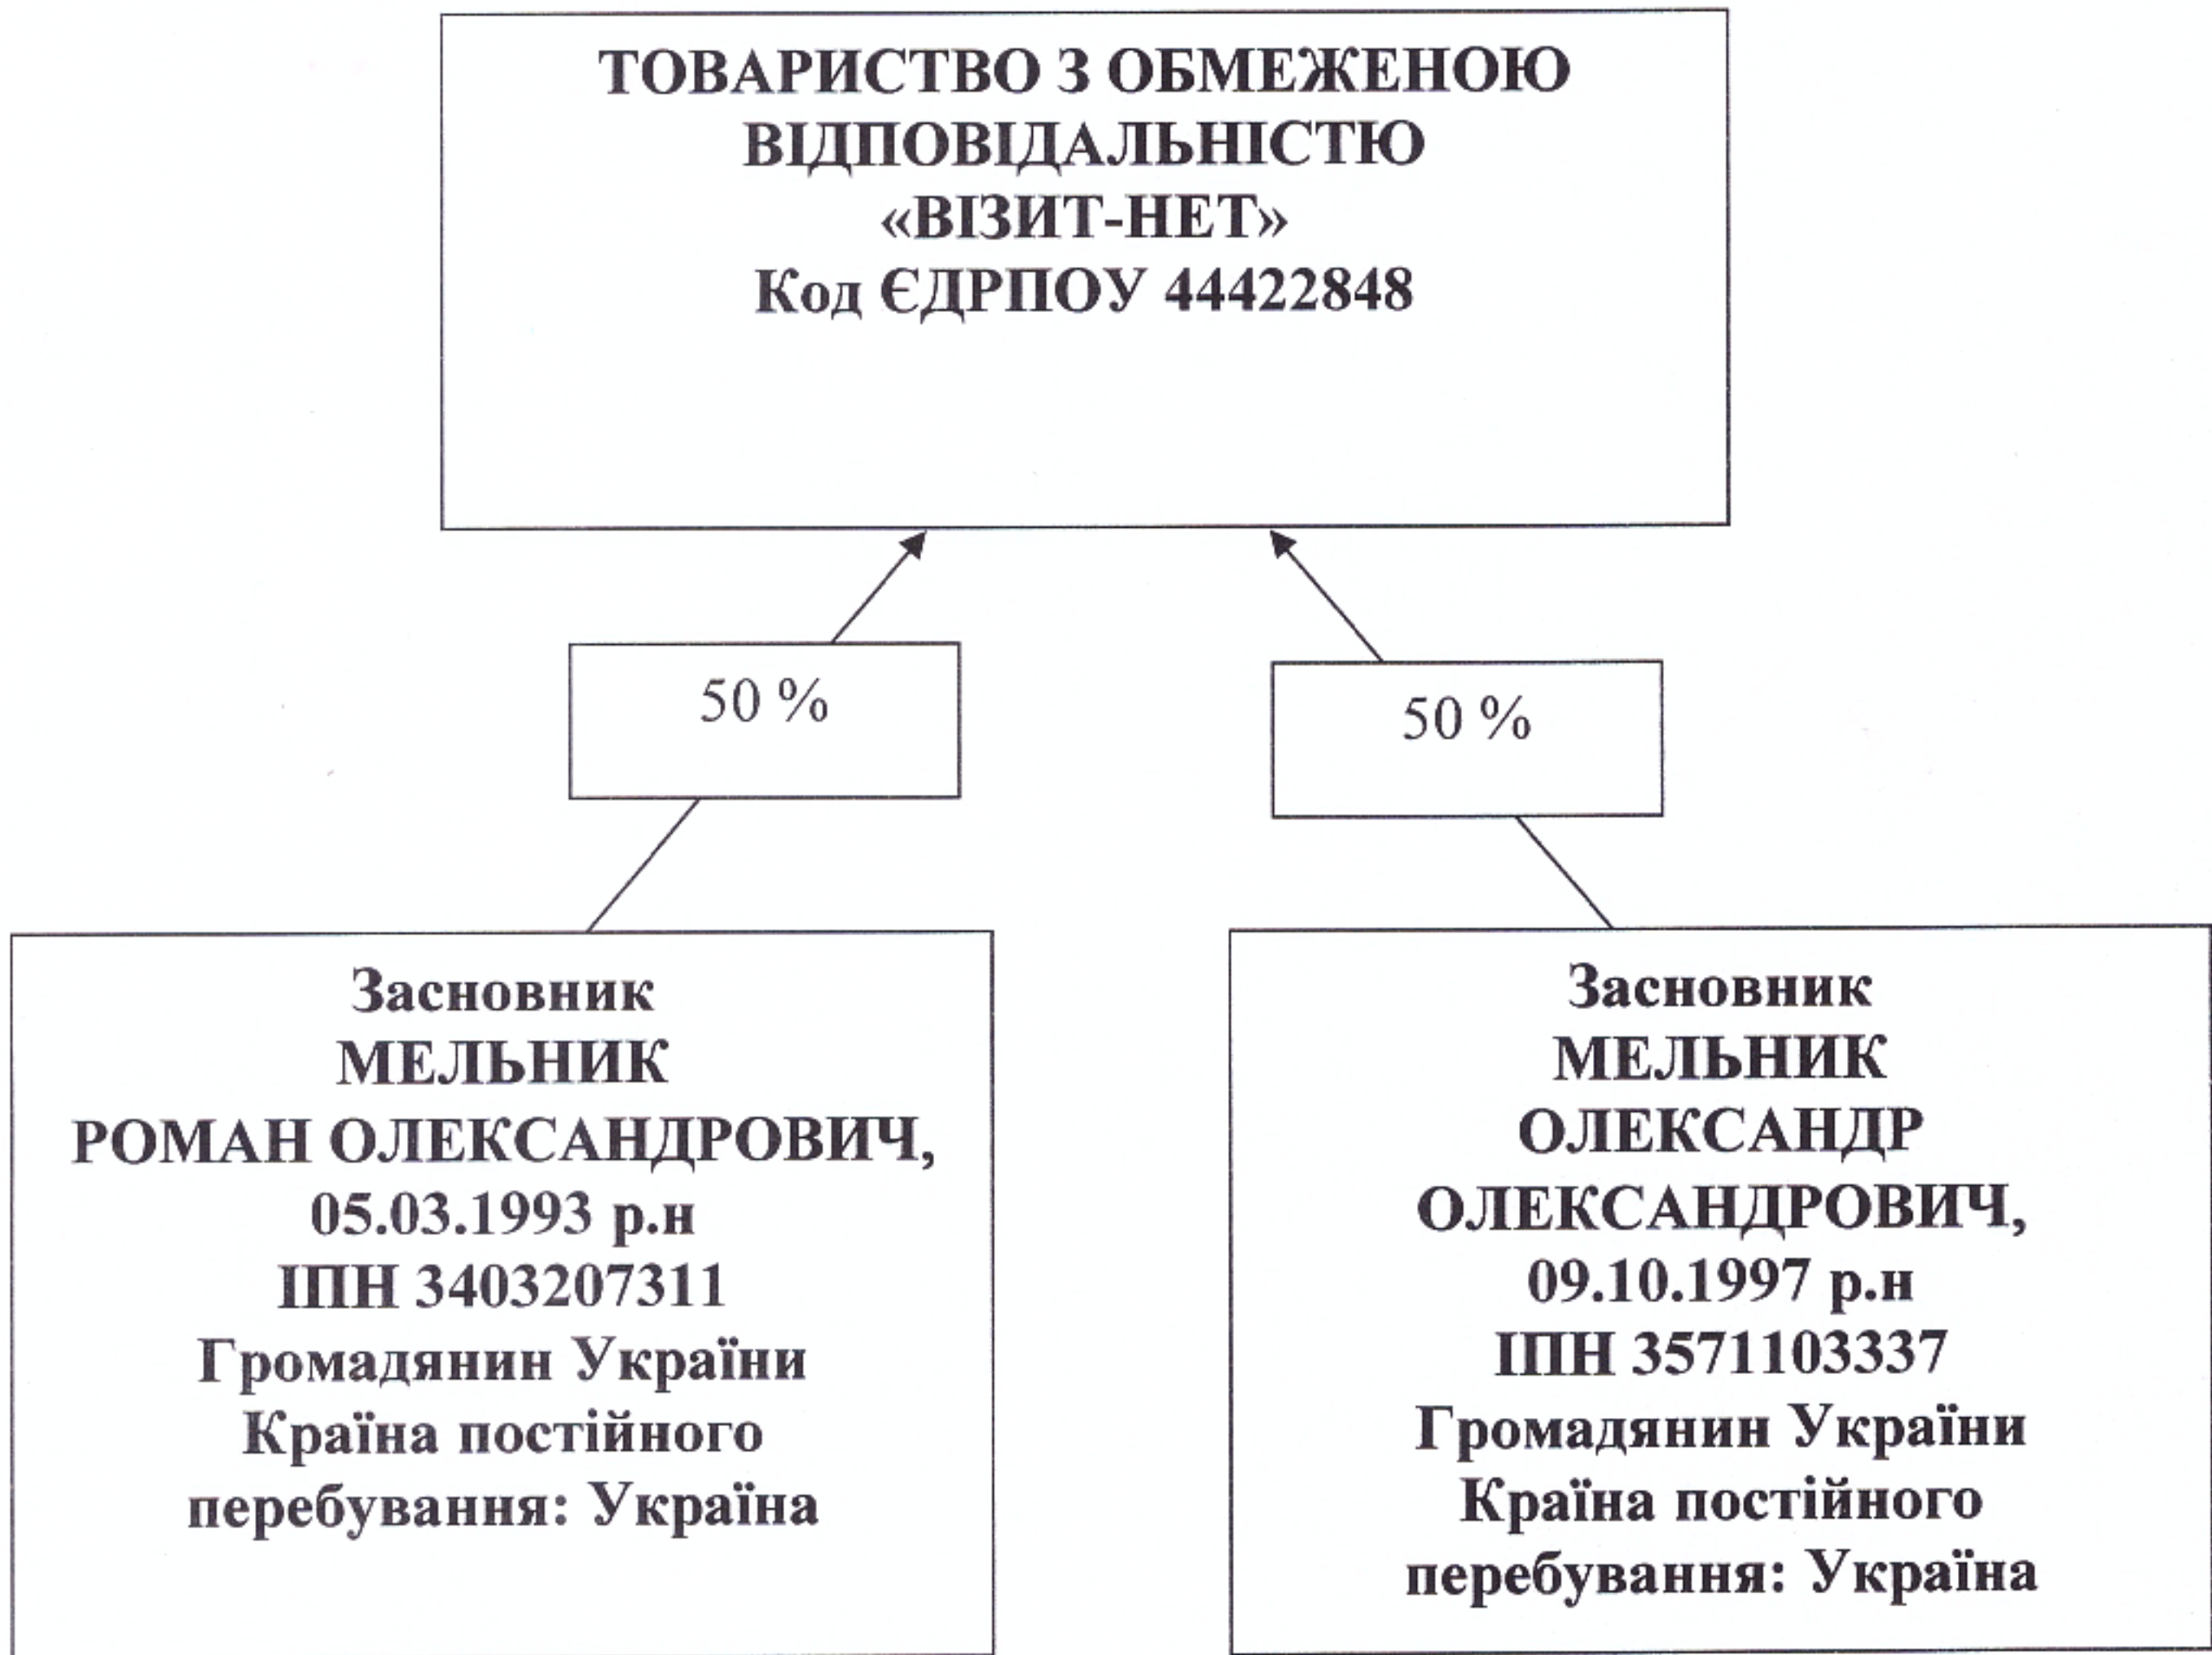 ТОВАРИСТВО З ОБМЕЖЕНОЮ
ВІДПОВІДАЛЬНІСТЮ
«ВІЗИТ-НЕТ»
Код ЄДРПОУ 44422848
50 %
50 %
Засновник
МЕЛЬНИК
РОМАН ОЛЕКСАНДРОВИЧ,
05.03.1993 р.н
ІПН 3403207311
Громадянин України
Країна постійного
перебування: Україна
Засновник
МЕЛЬНИК
ОЛЕКСАНДР
ОЛЕКСАНДРОВИЧ,
09.10.1997 р.н
ІПН 3571103337
Громадянин України
Країна постійного
перебування: Україна